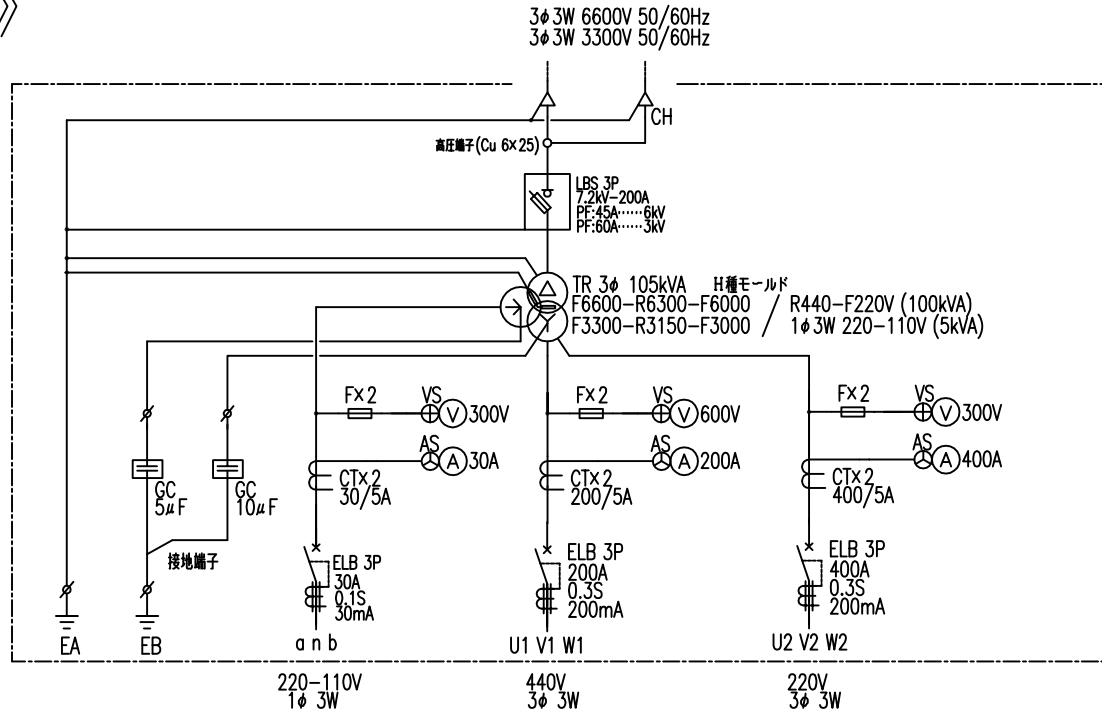 3φ3W 6600V 50/60Hz
3φ3W 3300V 50/60Hz
CH
高圧端子(Cu 6×25)
LBS 3P
7.2kV-200A
PF:45A……6kV
PF:60A……3kV
TR 3φ 105kVA H種モールド
F6600-R6300-F6000 / R440-F220V (100kVA)
F3300-R3150-F3000 / 1φ3W 220-110V (5kVA)
F×2 VS V 300V
F×2 VS V 600V
F×2 VS V 300V
AS A 30A
AS A 200A
AS A 400A
CT×2
30/5A
CT×2
200/5A
CT×2
400/5A
GC
5μF
GC
10μF
接地端子
ELB 3P
30A
0.1S
30mA
ELB 3P
200A
0.3S
200mA
ELB 3P
400A
0.3S
200mA
EA
EB
a n b
U1 V1 W1
U2 V2 W2
220-110V
1φ 3W
440V
3φ 3W
220V
3φ 3W